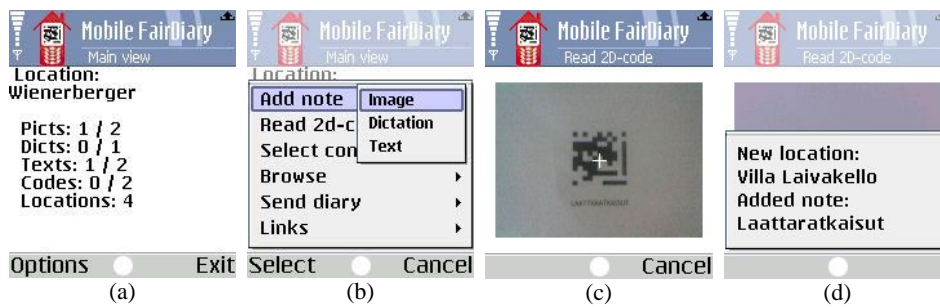 Mobile FairDiary
Main view
Location:
Wienerberger
Picts: 1 / 2
Dicts: 0 / 1
Texts: 1 / 2
Codes: 0 / 2
Locations: 4
Options
Exit
(a)
Mobile FairDiary
Main view
Location:
Add note
Image
Read 2d-c
Dictation
Select con
Text
Browse
Send diary
Links
Select
Cancel
(b)
Mobile FairDiary
Read 2D-code
LAATTARATKAISUT
Cancel
(c)
Mobile FairDiary
Read 2D-code
New location:
Villa Laivakello
Added note:
Laattaratkaisut
(d)